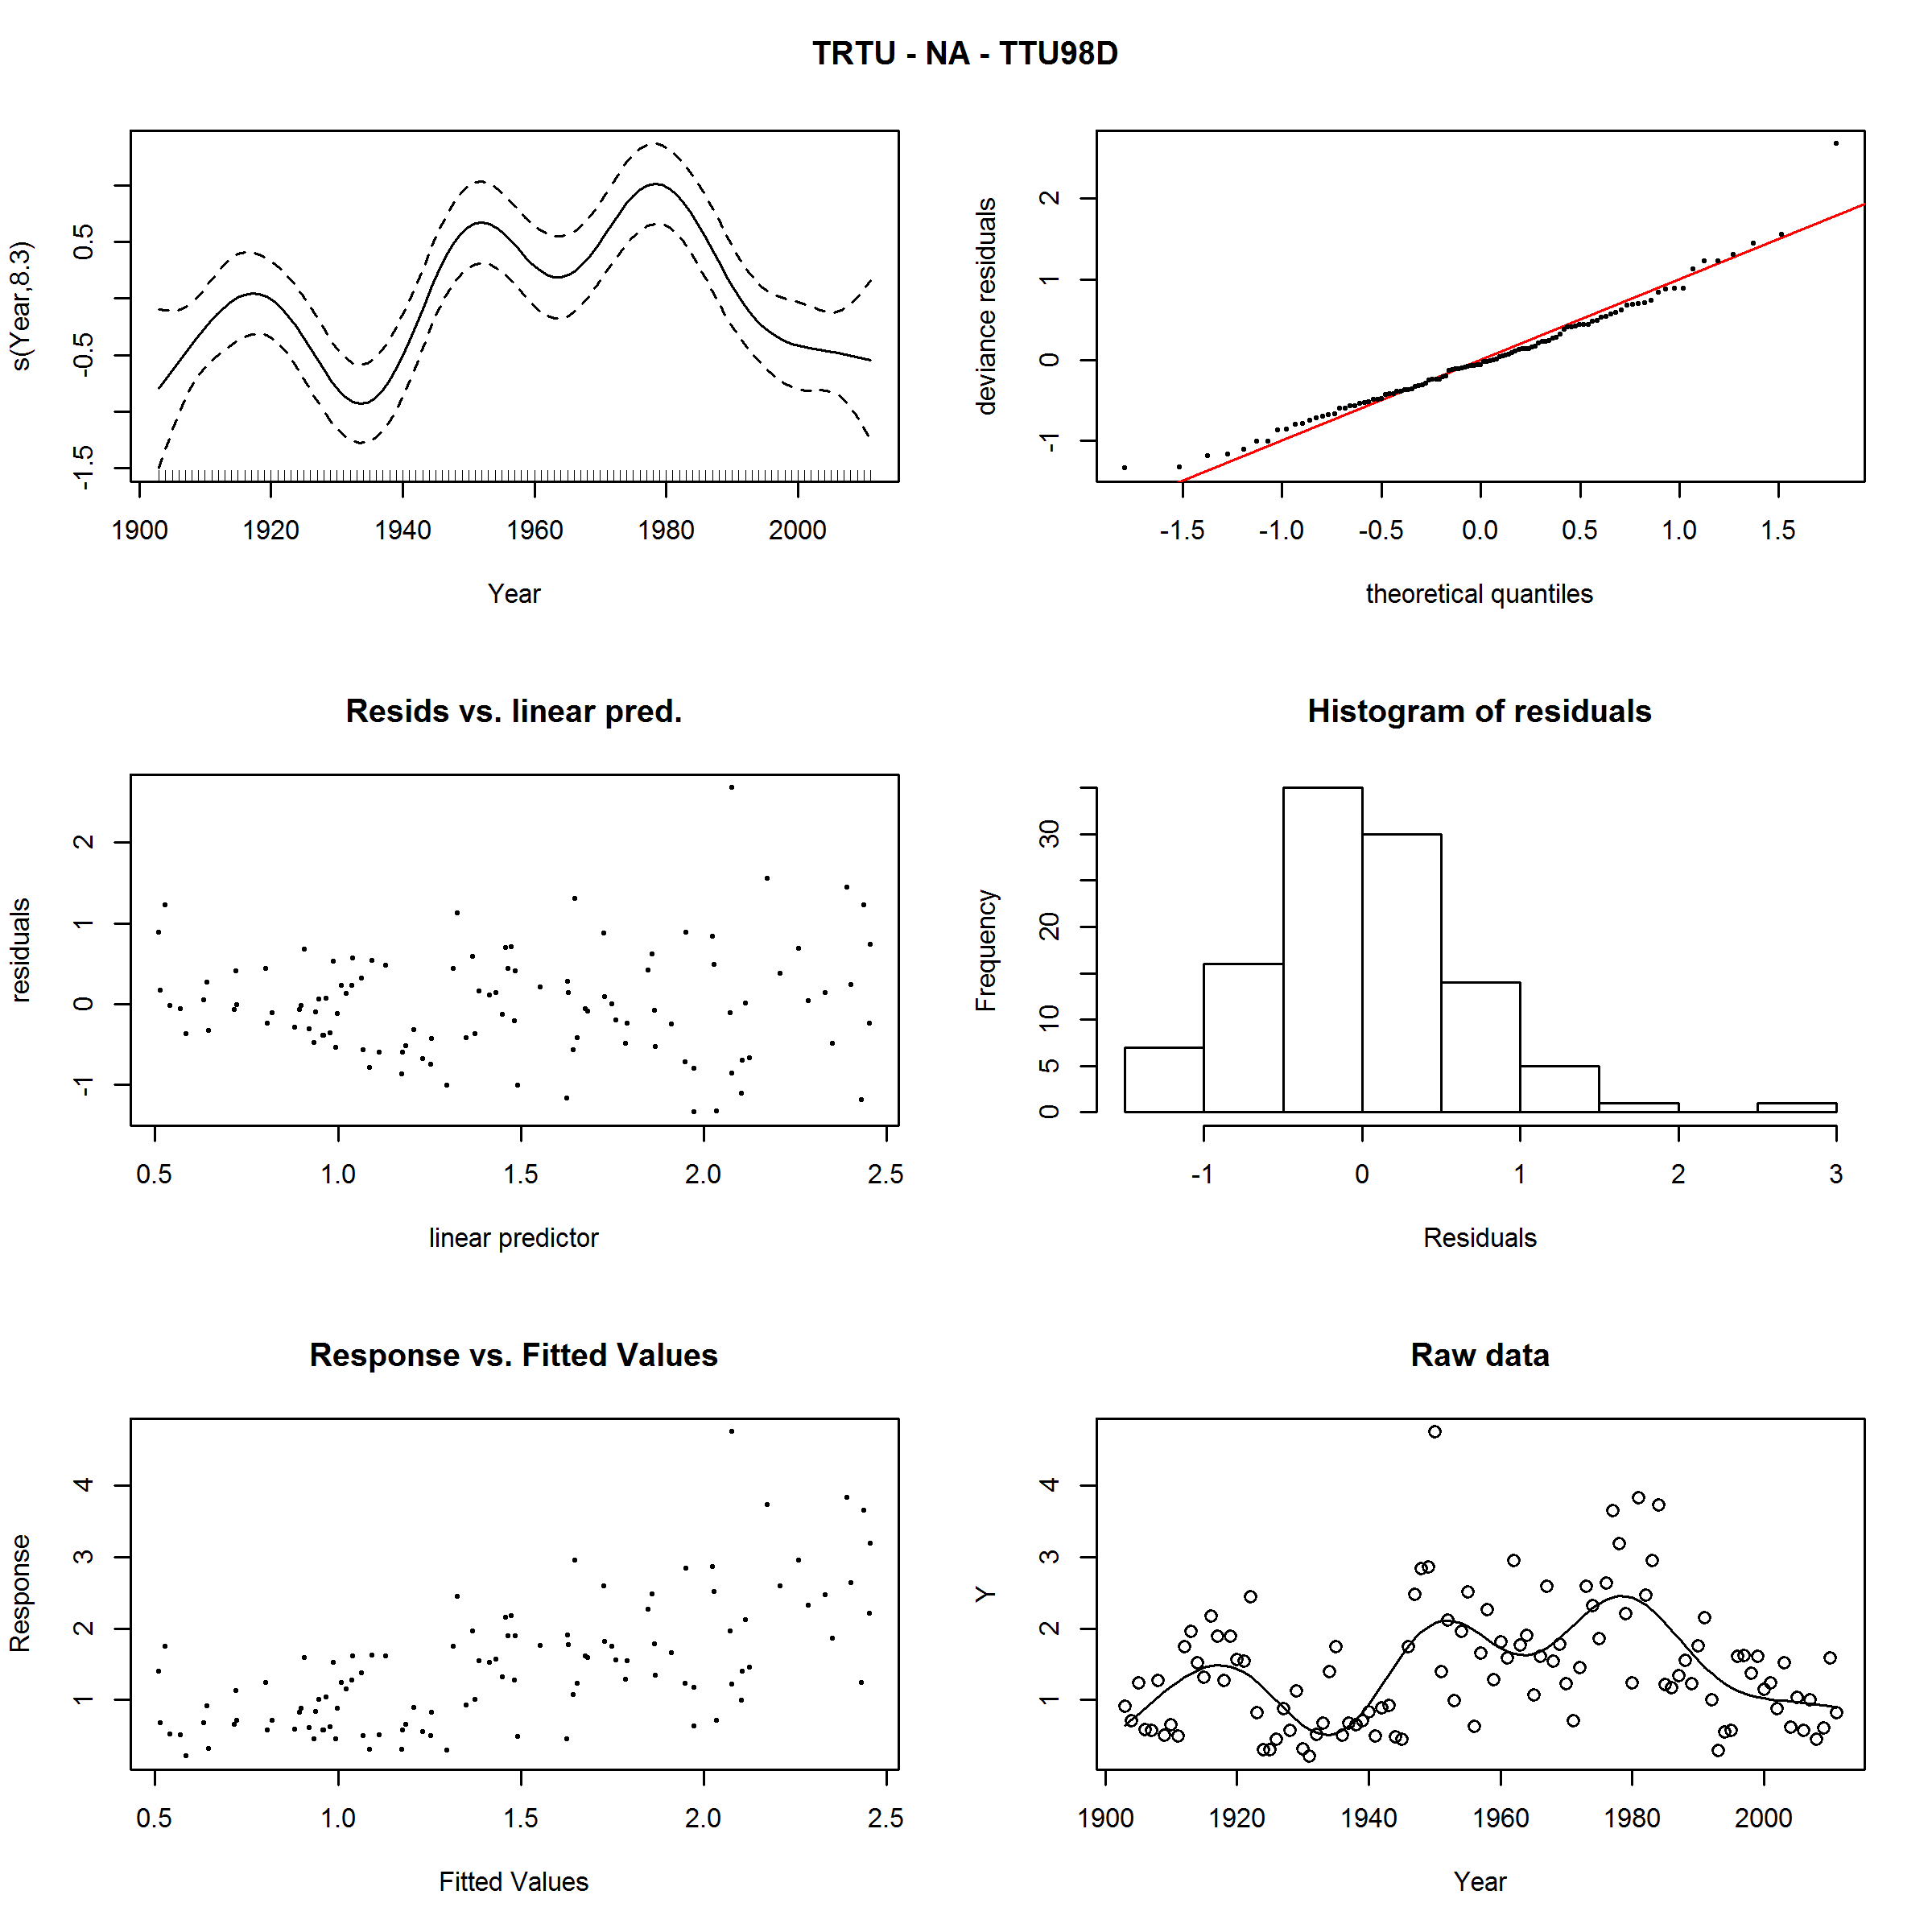 TRTU - NA - TTU98D
s(Year,8.3)
-1.5 -0.5 0.5
1900 1920 1940 1960 1980 2000
Year
deviance residuals
-1 0 1 2
-1.5 -1.0 -0.5 0.0 0.5 1.0 1.5
theoretical quantiles
Resids vs. linear pred.
residuals
-1 0 1 2
0.5 1.0 1.5 2.0 2.5
linear predictor
Histogram of residuals
Frequency
0 5 10 20 30
-1 0 1 2 3
Residuals
Response vs. Fitted Values
Response
1 2 3 4
0.5 1.0 1.5 2.0 2.5
Fitted Values
Raw data
Y
1 2 3 4
1900 1920 1940 1960 1980 2000
Year